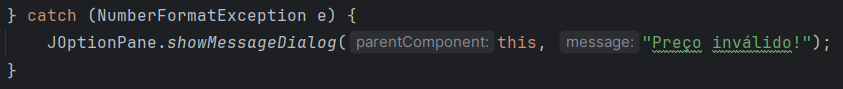 } catch (NumberFormatException e) {
JOptionPane.showMessageDialog( parentComponent: this, message: "Preço inválido!");
}